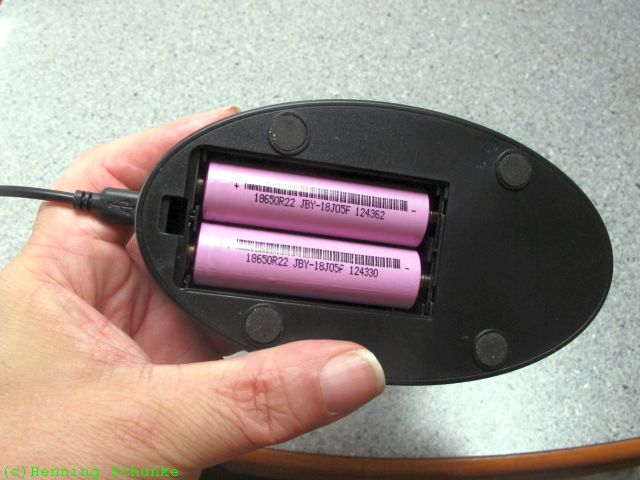 + -
18650R22 JBY-18J05F 124362
+ -
18650R22 JBY-18J05F 124330
(c)Henning Schunke